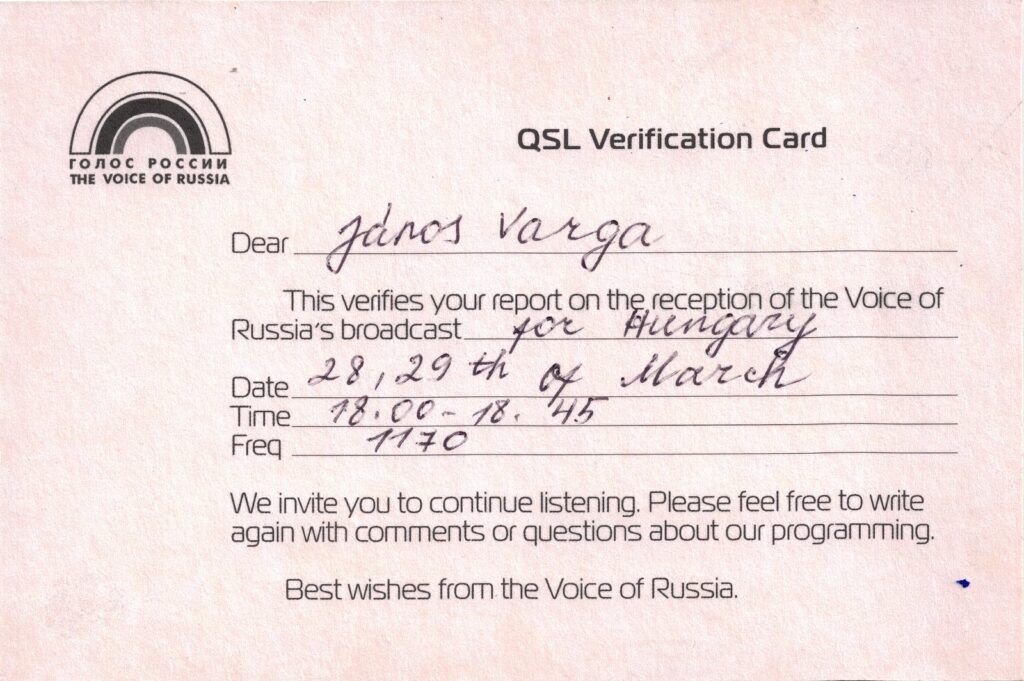 ГОЛОС РОССИИ
THE VOICE OF RUSSIA
QSL Verification Card
Dear János Varga
This verifies your report on the reception of the Voice of
Russia's broadcast for Hungary
Date 28, 29 th of March
Time 18.00 - 18. 45
Freq 1170
We invite you to continue listening. Please feel free to write
again with comments or questions about our programming.
Best wishes from the Voice of Russia.